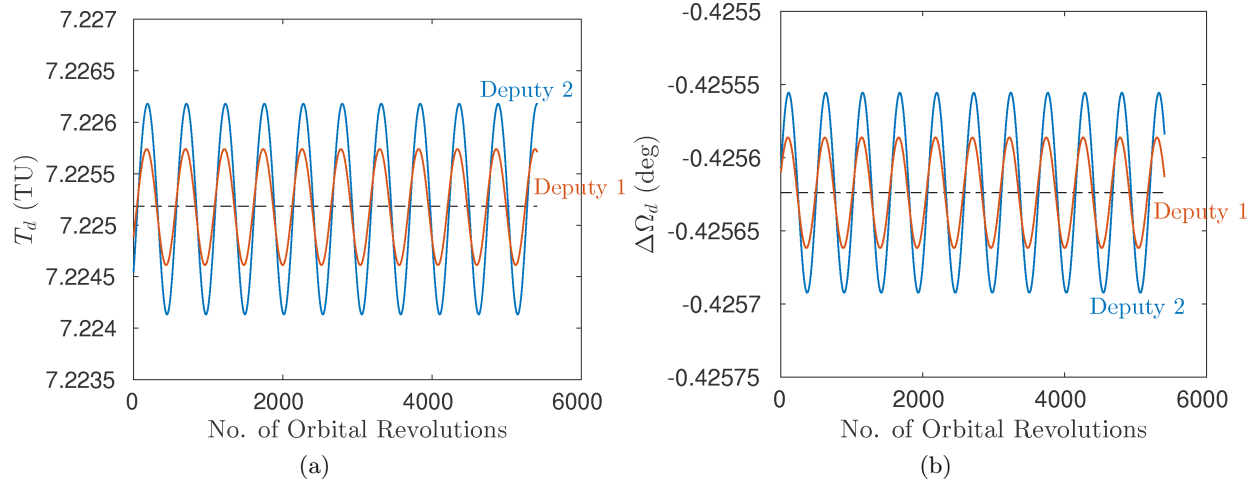 7.227
7.2265
7.226
7.2255
7.225
7.2245
7.224
7.2235
T_d (TU)
Deputy 2
Deputy 1
0 2000 4000 6000
No. of Orbital Revolutions
(a)
-0.4255
-0.42555
-0.4256
-0.42565
-0.4257
-0.42575
ΔΩ_d (deg)
Deputy 1
Deputy 2
0 2000 4000 6000
No. of Orbital Revolutions
(b)